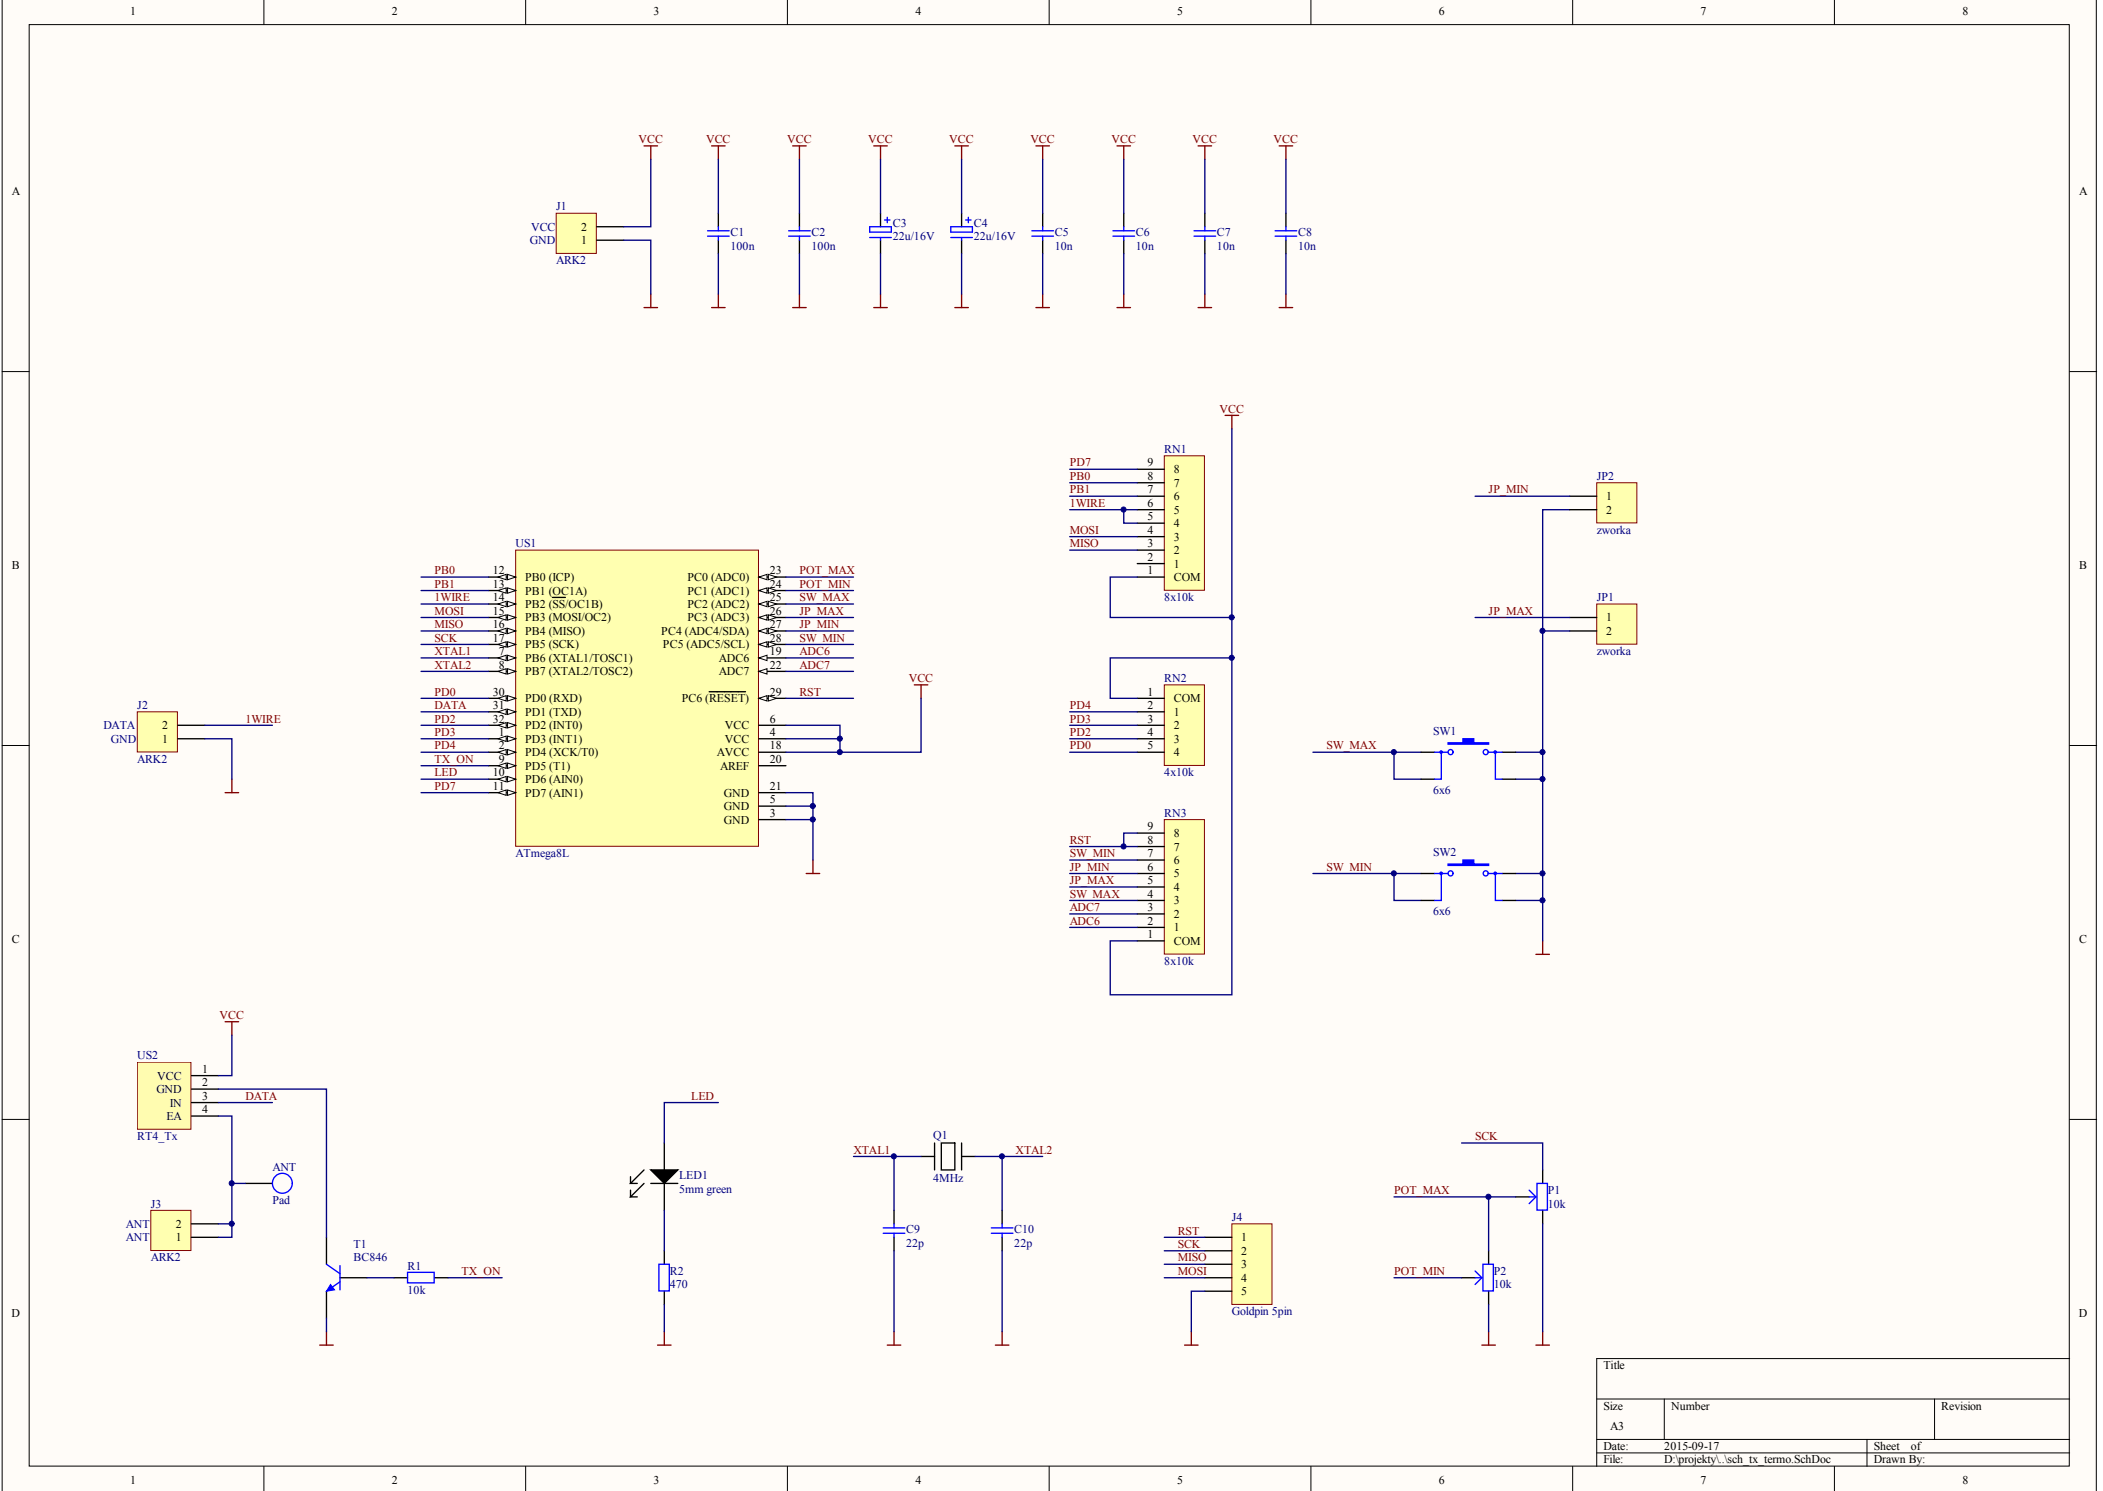 1 2 3 4 5 6 7 8
A A
VCC VCC VCC VCC VCC VCC VCC VCC VCC
J1
VCC 2
GND 1
ARK2
C1
100n
C2
100n
+ C3
22u/16V
+ C4
22u/16V
C5
10n
C6
10n
C7
10n
C8
10n
B B
US1
PB0 12 PB0 (ICP)
PB1 13 PB1 (OC1A)
1WIRE 14 PB2 (SS/OC1B)
MOSI 15 PB3 (MOSI/OC2)
MISO 16 PB4 (MISO)
SCK 17 PB5 (SCK)
XTAL1 7 PB6 (XTAL1/TOSC1)
XTAL2 8 PB7 (XTAL2/TOSC2)
PD0 30 PD0 (RXD)
DATA 31 PD1 (TXD)
PD2 32 PD2 (INT0)
PD3 1 PD3 (INT1)
PD4 2 PD4 (XCK/T0)
TX_ON 9 PD5 (T1)
LED 10 PD6 (AIN0)
PD7 11 PD7 (AIN1)
PC0 (ADC0) 23 POT_MAX
PC1 (ADC1) 24 POT_MIN
PC2 (ADC2) 25 SW_MAX
PC3 (ADC3) 26 JP_MAX
PC4 (ADC4/SDA) 27 JP_MIN
PC5 (ADC5/SCL) 28 SW_MIN
ADC6 19 ADC6
ADC7 22 ADC7
PC6 (RESET) 29 RST
VCC 6
VCC 4
AVCC 18
AREF 20
GND 21
GND 5
GND 3
ATmega8L
VCC
J2
DATA 2 1WIRE
GND 1
ARK2
VCC
RN1
PD7 9 8
PB0 8 7
PB1 7 6
1WIRE 6 5
5 4
MOSI 4 3
MISO 3 2
2 1
1 COM
8x10k
RN2
1 COM
PD4 2 1
PD3 3 2
PD2 4 3
PD0 5 4
4x10k
RN3
9 8
RST 8 7
SW_MIN 7 6
JP_MIN 6 5
JP_MAX 5 4
SW_MAX 4 3
ADC7 3 2
ADC6 2 1
1 COM
8x10k
JP2
JP_MIN 1
2
zworka
JP1
JP_MAX 1
2
zworka
SW1
SW_MAX
6x6
SW2
SW_MIN
6x6
C C
VCC
US2
VCC 1
GND 2
IN 3 DATA
EA 4
RT4_Tx
ANT
Pad
J3
ANT 2
ANT 1
ARK2
T1
BC846
R1
10k
TX_ON
LED
LED1
5mm green
R2
470
Q1
XTAL1 XTAL2
4MHz
C9
22p
C10
22p
J4
RST 1
SCK 2
MISO 3
MOSI 4
5
Goldpin 5pin
SCK
POT_MAX P1
10k
POT_MIN P2
10k
D D
Title
Size Number Revision
A3
Date: 2015-09-17 Sheet of
File: D:\projekty\..\sch_tx_termo.SchDoc Drawn By:
1 2 3 4 5 6 7 8